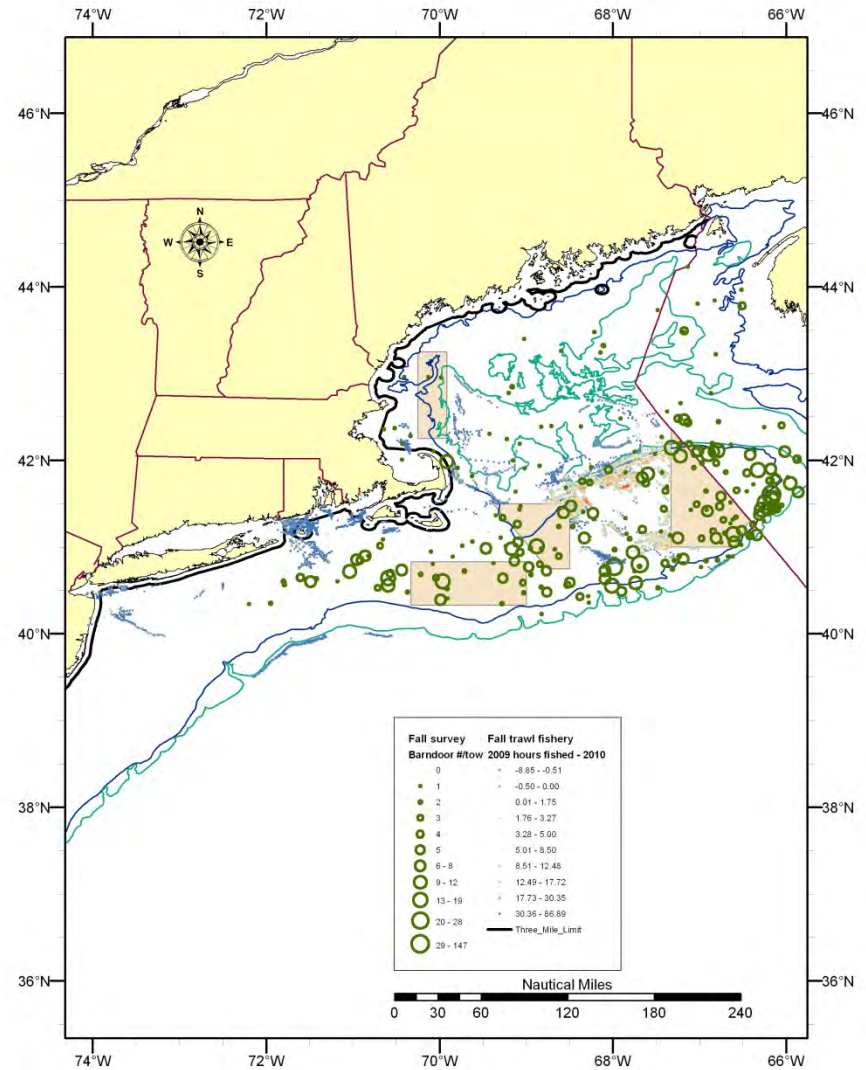 74°W 72°W 70°W 68°W 66°W
46°N 46°N
N
W E
S
44°N 44°N
42°N 42°N
40°N 40°N
Fall survey Fall trawl fishery
Barndoor #/tow 2009 hours fished - 2010
0 -8.85 - -0.51
1 -0.50 - 0.00
2 0.01 - 1.75
3 1.76 - 3.27
4 3.28 - 5.00
5 5.01 - 8.50
6 - 8 8.51 - 12.48
9 - 12 12.49 - 17.72
13 - 19 17.73 - 30.35
20 - 28 30.36 - 86.89
29 - 147 Three_Mile_Limit
38°N 38°N
36°N 36°N
Nautical Miles
0 30 60 120 180 240
74°W 72°W 70°W 68°W 66°W